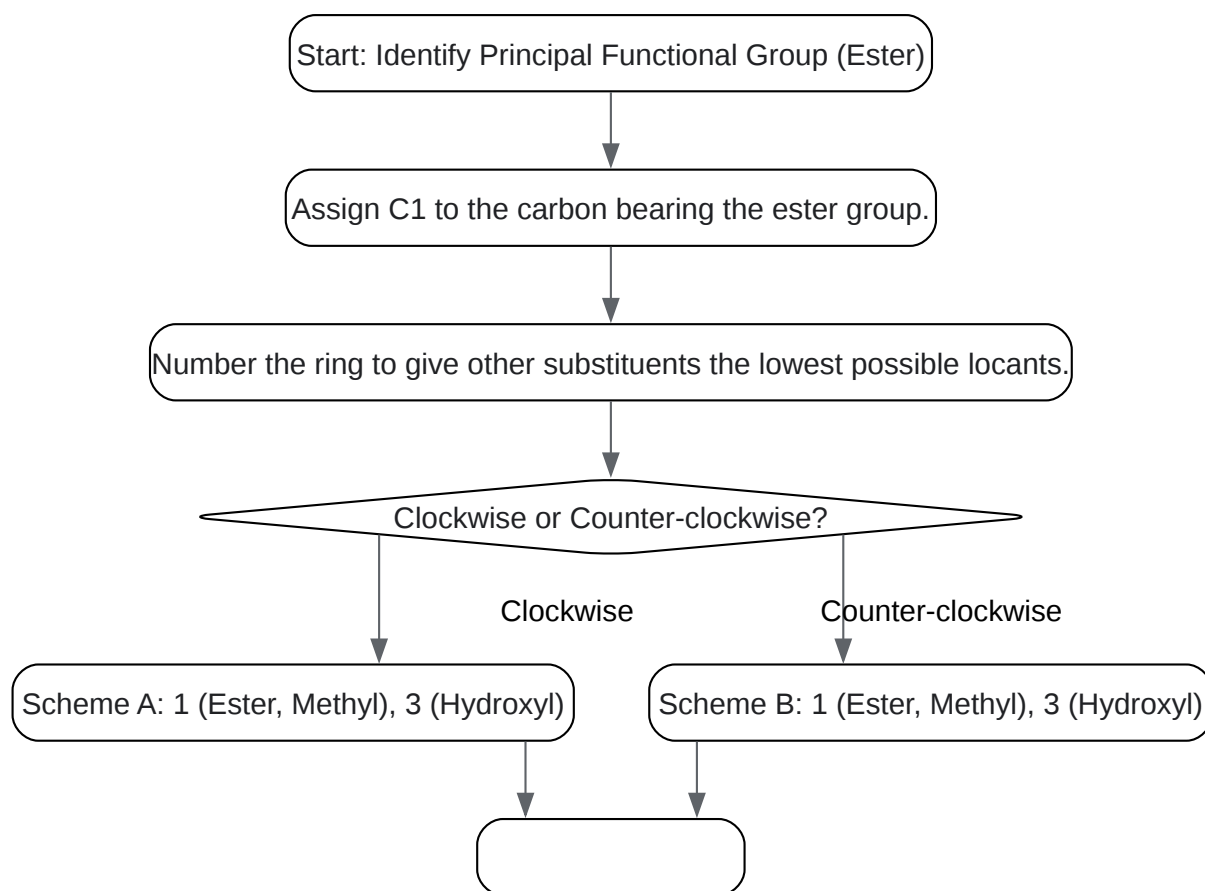 Start: Identify Principal Functional Group (Ester)
Assign C1 to the carbon bearing the ester group.
Number the ring to give other substituents the lowest possible locants.
Clockwise or Counter-clockwise?
Clockwise
Counter-clockwise
Scheme A: 1 (Ester, Methyl), 3 (Hydroxyl)
Scheme B: 1 (Ester, Methyl), 3 (Hydroxyl)